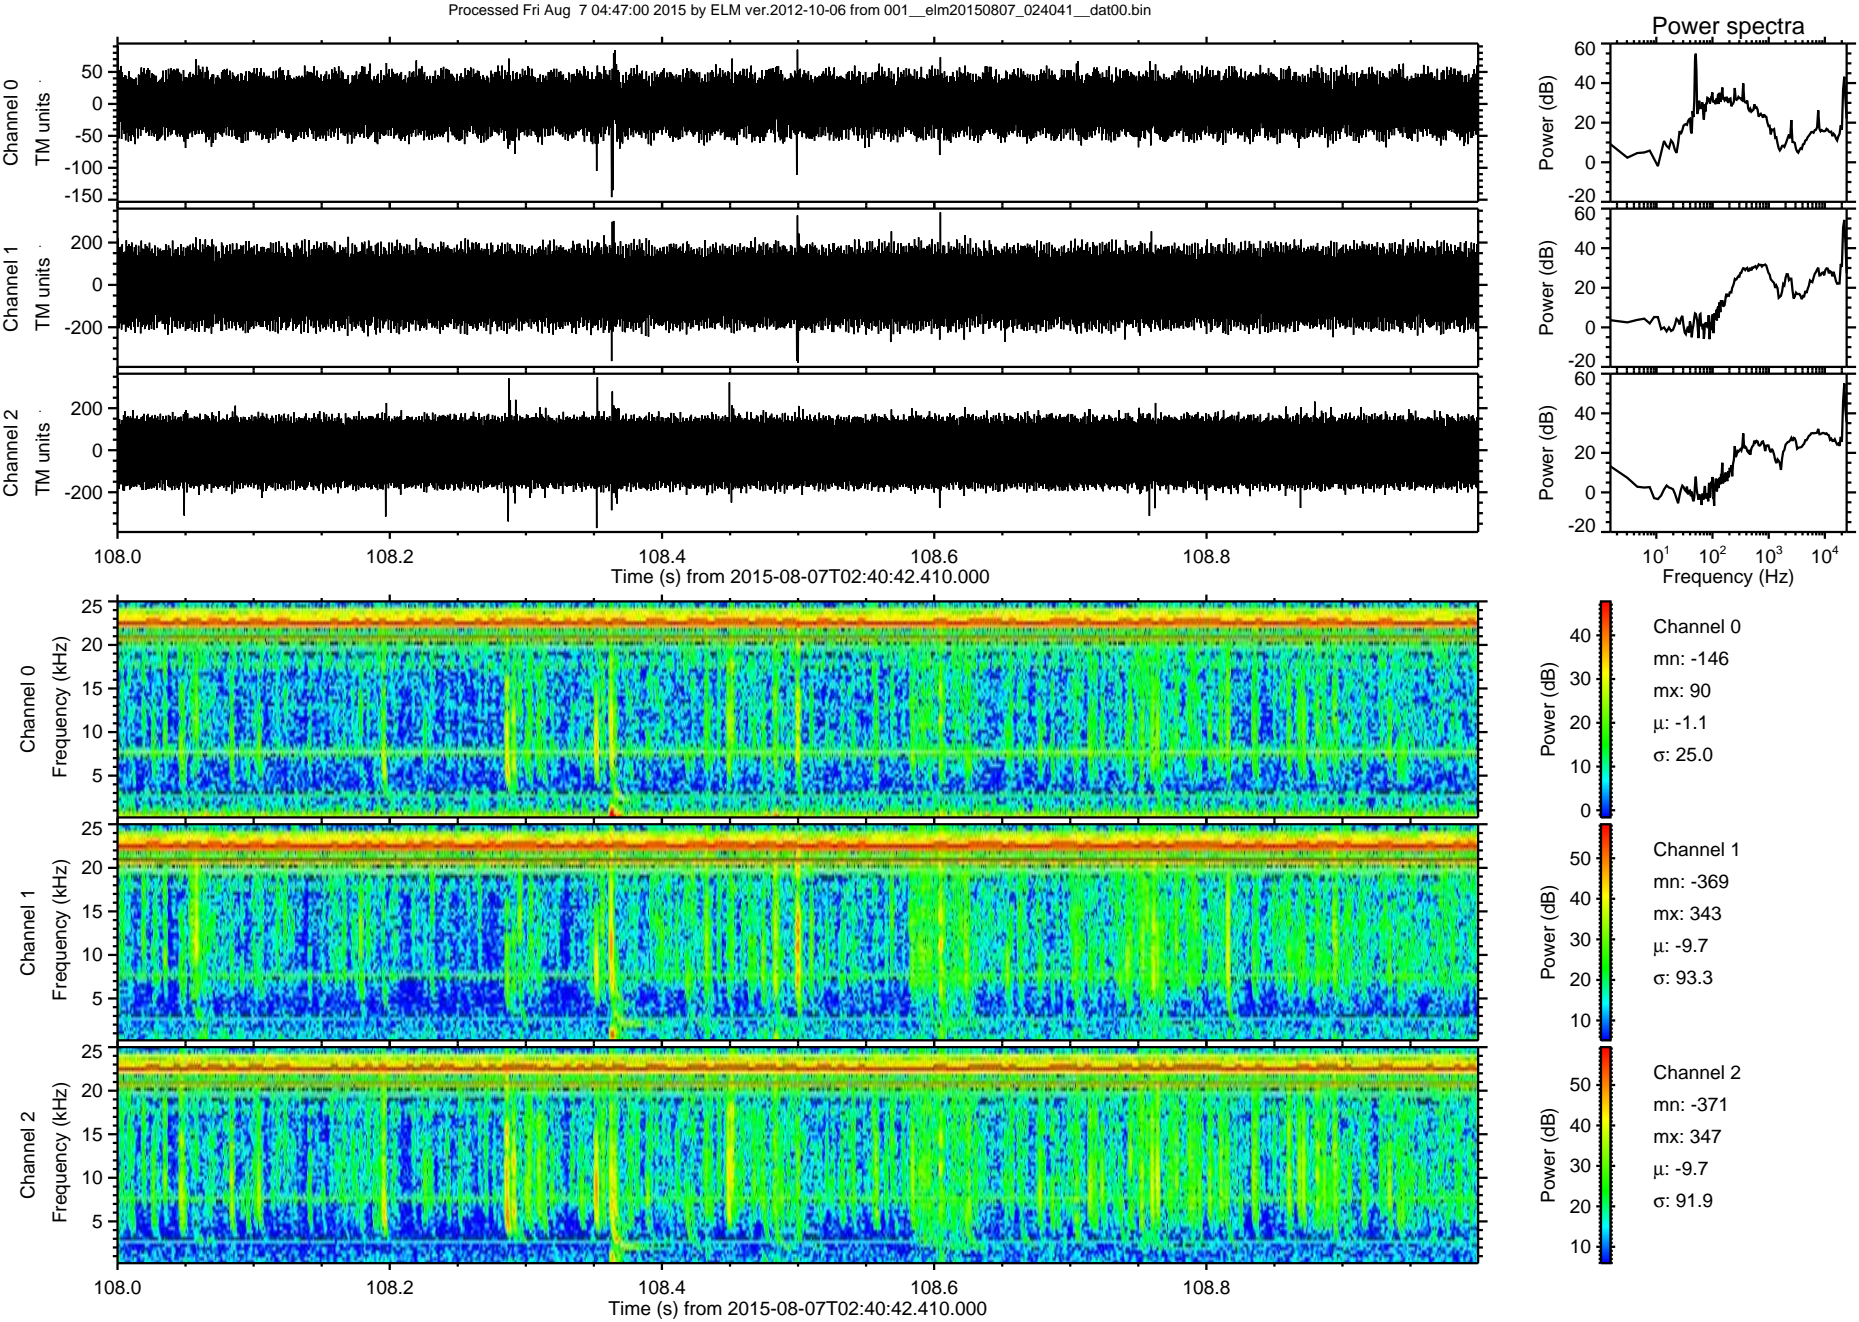 Processed Fri Aug  7 04:47:00 2015 by ELM ver.2012-10-06 from 001__elm20150807_024041__dat00.bin
Power spectra
Channel 0
TM units
50
0
-50
-100
-150
Power (dB)
60
40
20
0
-20
Channel 1
TM units
200
0
-200
Power (dB)
60
40
20
0
-20
Channel 2
TM units
200
0
-200
Power (dB)
60
40
20
0
-20
108.0 108.2 108.4 108.6 108.8
Time (s) from 2015-08-07T02:40:42.410.000
10^1 10^2 10^3 10^4
Frequency (Hz)
Channel 0
Frequency (kHz)
25
20
15
10
5
Power (dB)
40
30
20
10
0
Channel 0
mn: -146
mx: 90
μ: -1.1
σ: 25.0
Channel 1
Frequency (kHz)
25
20
15
10
5
Power (dB)
50
40
30
20
10
Channel 1
mn: -369
mx: 343
μ: -9.7
σ: 93.3
Channel 2
Frequency (kHz)
25
20
15
10
5
Power (dB)
50
40
30
20
10
Channel 2
mn: -371
mx: 347
μ: -9.7
σ: 91.9
108.0 108.2 108.4 108.6 108.8
Time (s) from 2015-08-07T02:40:42.410.000